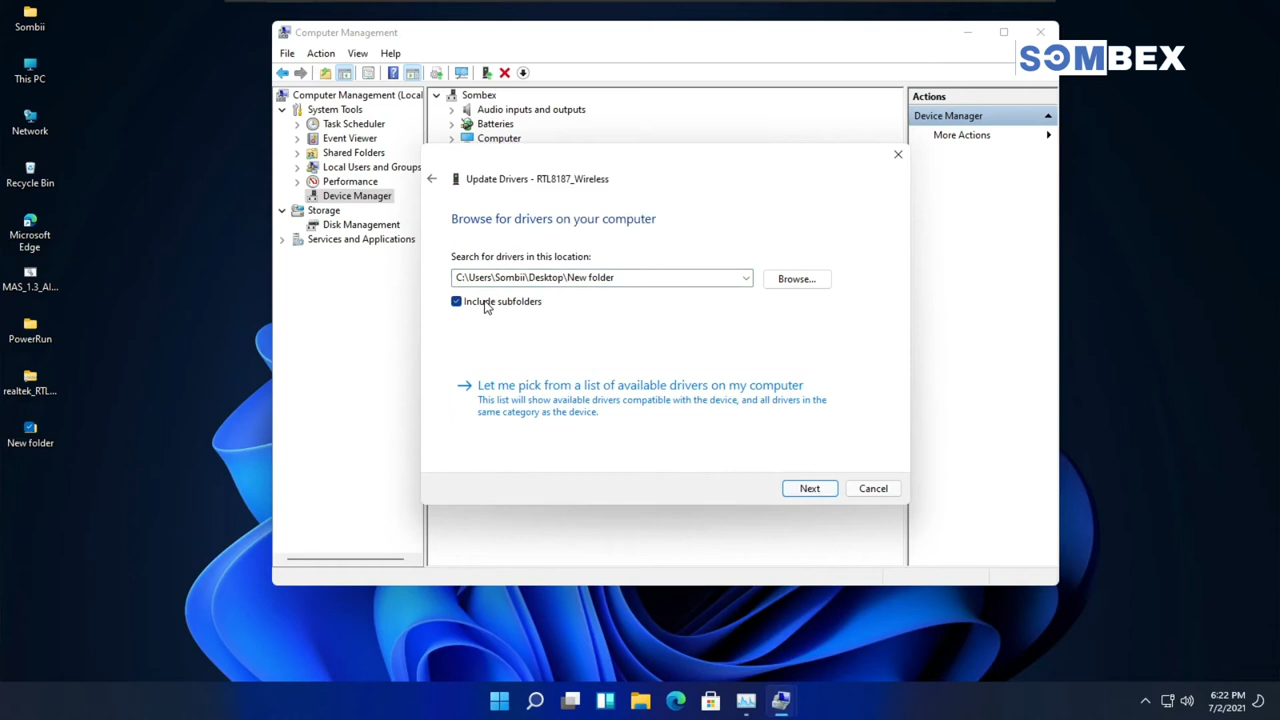 Sombii
This PC
Network
Recycle Bin
Microsoft
Edge
MAS_1.3_AI...
PowerRun
realtek_RTL...
New folder
Computer Management
SOMBEX
File Action View Help
Computer Management (Local
System Tools
Task Scheduler
Event Viewer
Shared Folders
Local Users and Groups
Performance
Device Manager
Storage
Disk Management
Services and Applications
Sombex
Audio inputs and outputs
Batteries
Computer
Actions
Device Manager
More Actions
Update Drivers - RTL8187_Wireless
Browse for drivers on your computer
Search for drivers in this location:
C:\Users\Sombii\Desktop\New folder
Browse...
Include subfolders
Let me pick from a list of available drivers on my computer
This list will show available drivers compatible with the device, and all drivers in the
same category as the device.
Next Cancel
6:22 PM
7/2/2021